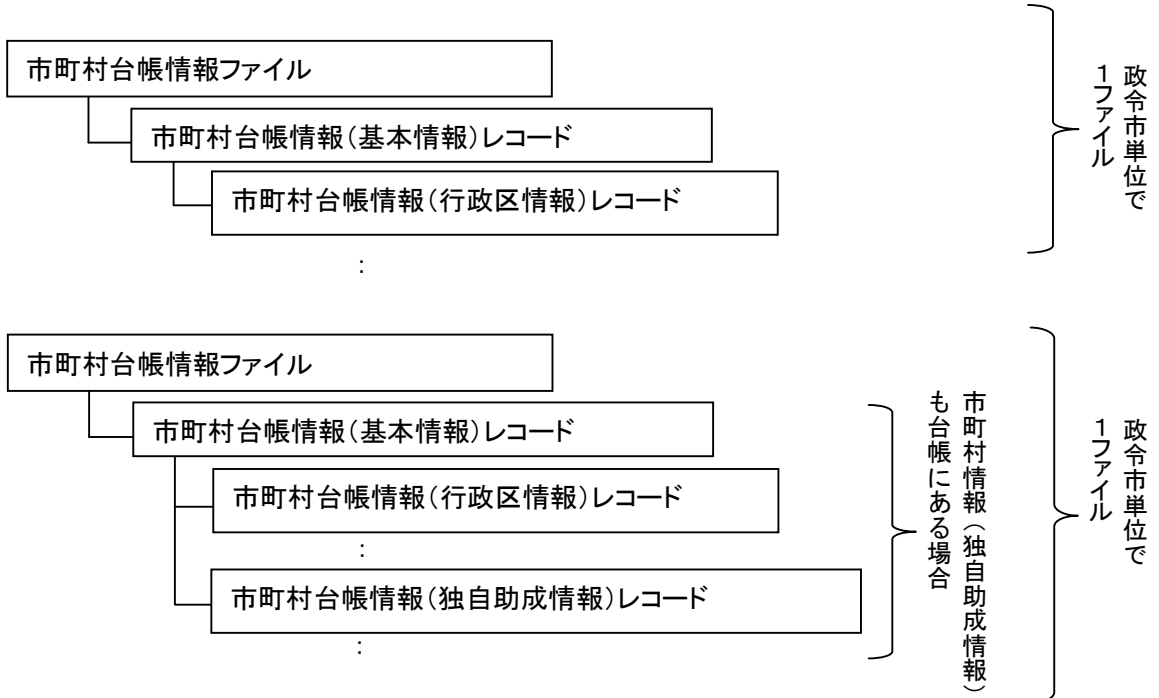 市町村台帳情報ファイル
市町村台帳情報(基本情報)レコード
市町村台帳情報(行政区情報)レコード
:
政令市単位で
1ファイル
市町村台帳情報ファイル
市町村台帳情報(基本情報)レコード
市町村台帳情報(行政区情報)レコード
:
市町村台帳情報(独自助成情報)レコード
:
市町村情報(独自助成情報)
も台帳にある場合
政令市単位で
1ファイル